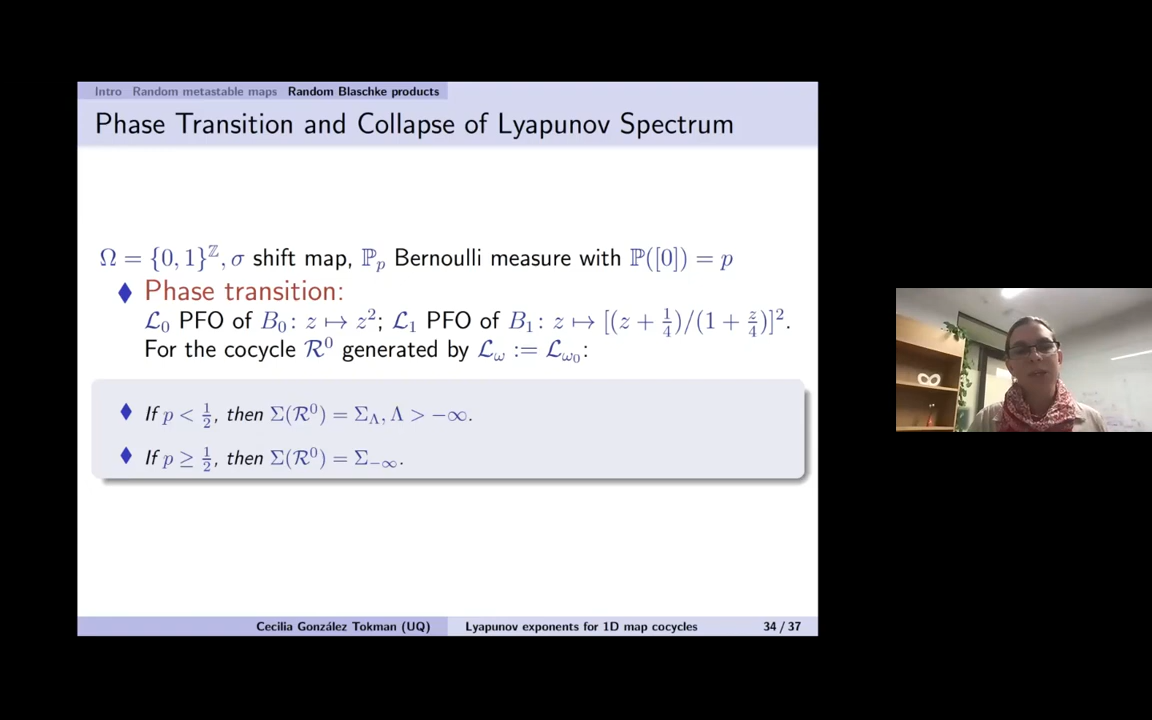 Intro Random metastable maps Random Blaschke products
Phase Transition and Collapse of Lyapunov Spectrum
Ω = {0, 1}^ℤ, σ shift map, ℙ_p Bernoulli measure with ℙ([0]) = p
♦ Phase transition:
ℒ_0 PFO of B_0 : z ↦ z^2; ℒ_1 PFO of B_1 : z ↦ [(z + 1/4)/(1 + z/4)]^2.
For the cocycle ℛ^0 generated by ℒ_ω := ℒ_{ω_0}:
♦ If p < 1/2, then Σ(ℛ^0) = Σ_Λ, Λ > −∞.
♦ If p ≥ 1/2, then Σ(ℛ^0) = Σ_{−∞}.
Cecilia González Tokman (UQ) Lyapunov exponents for 1D map cocycles 34 / 37